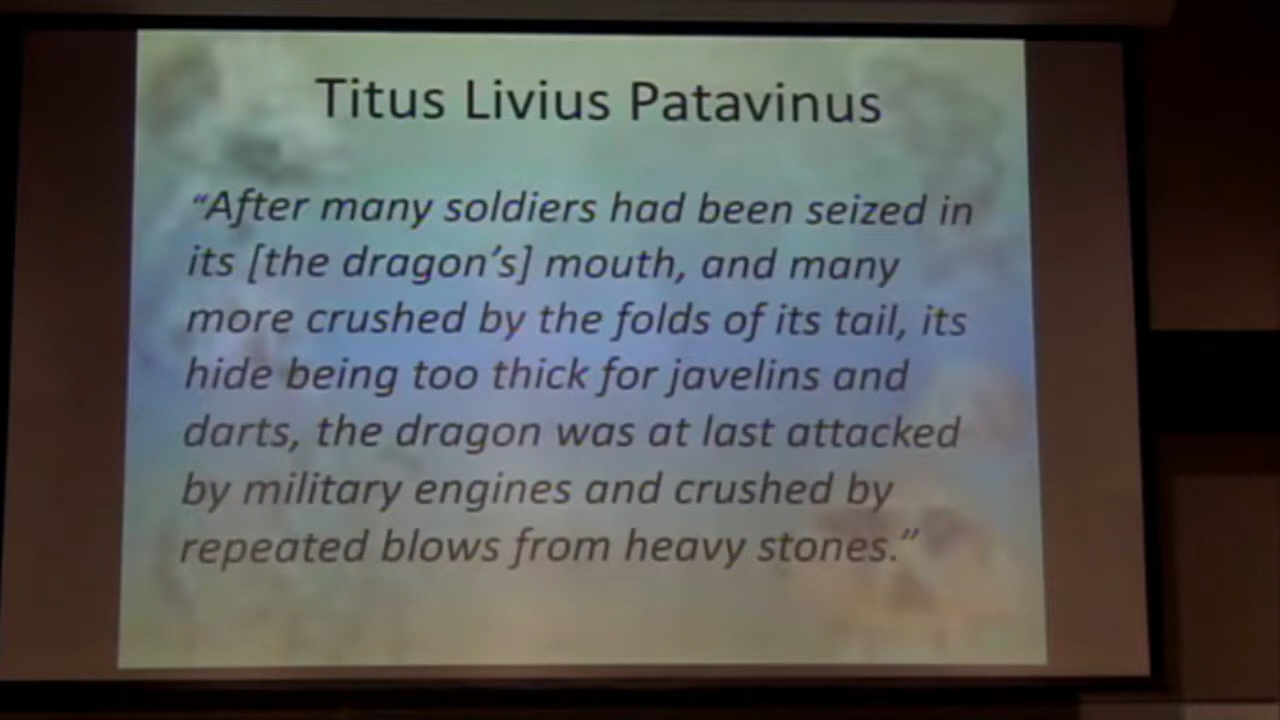 Titus Livius Patavinus
“After many soldiers had been seized in
its [the dragon’s] mouth, and many
more crushed by the folds of its tail, its
hide being too thick for javelins and
darts, the dragon was at last attacked
by military engines and crushed by
repeated blows from heavy stones.”